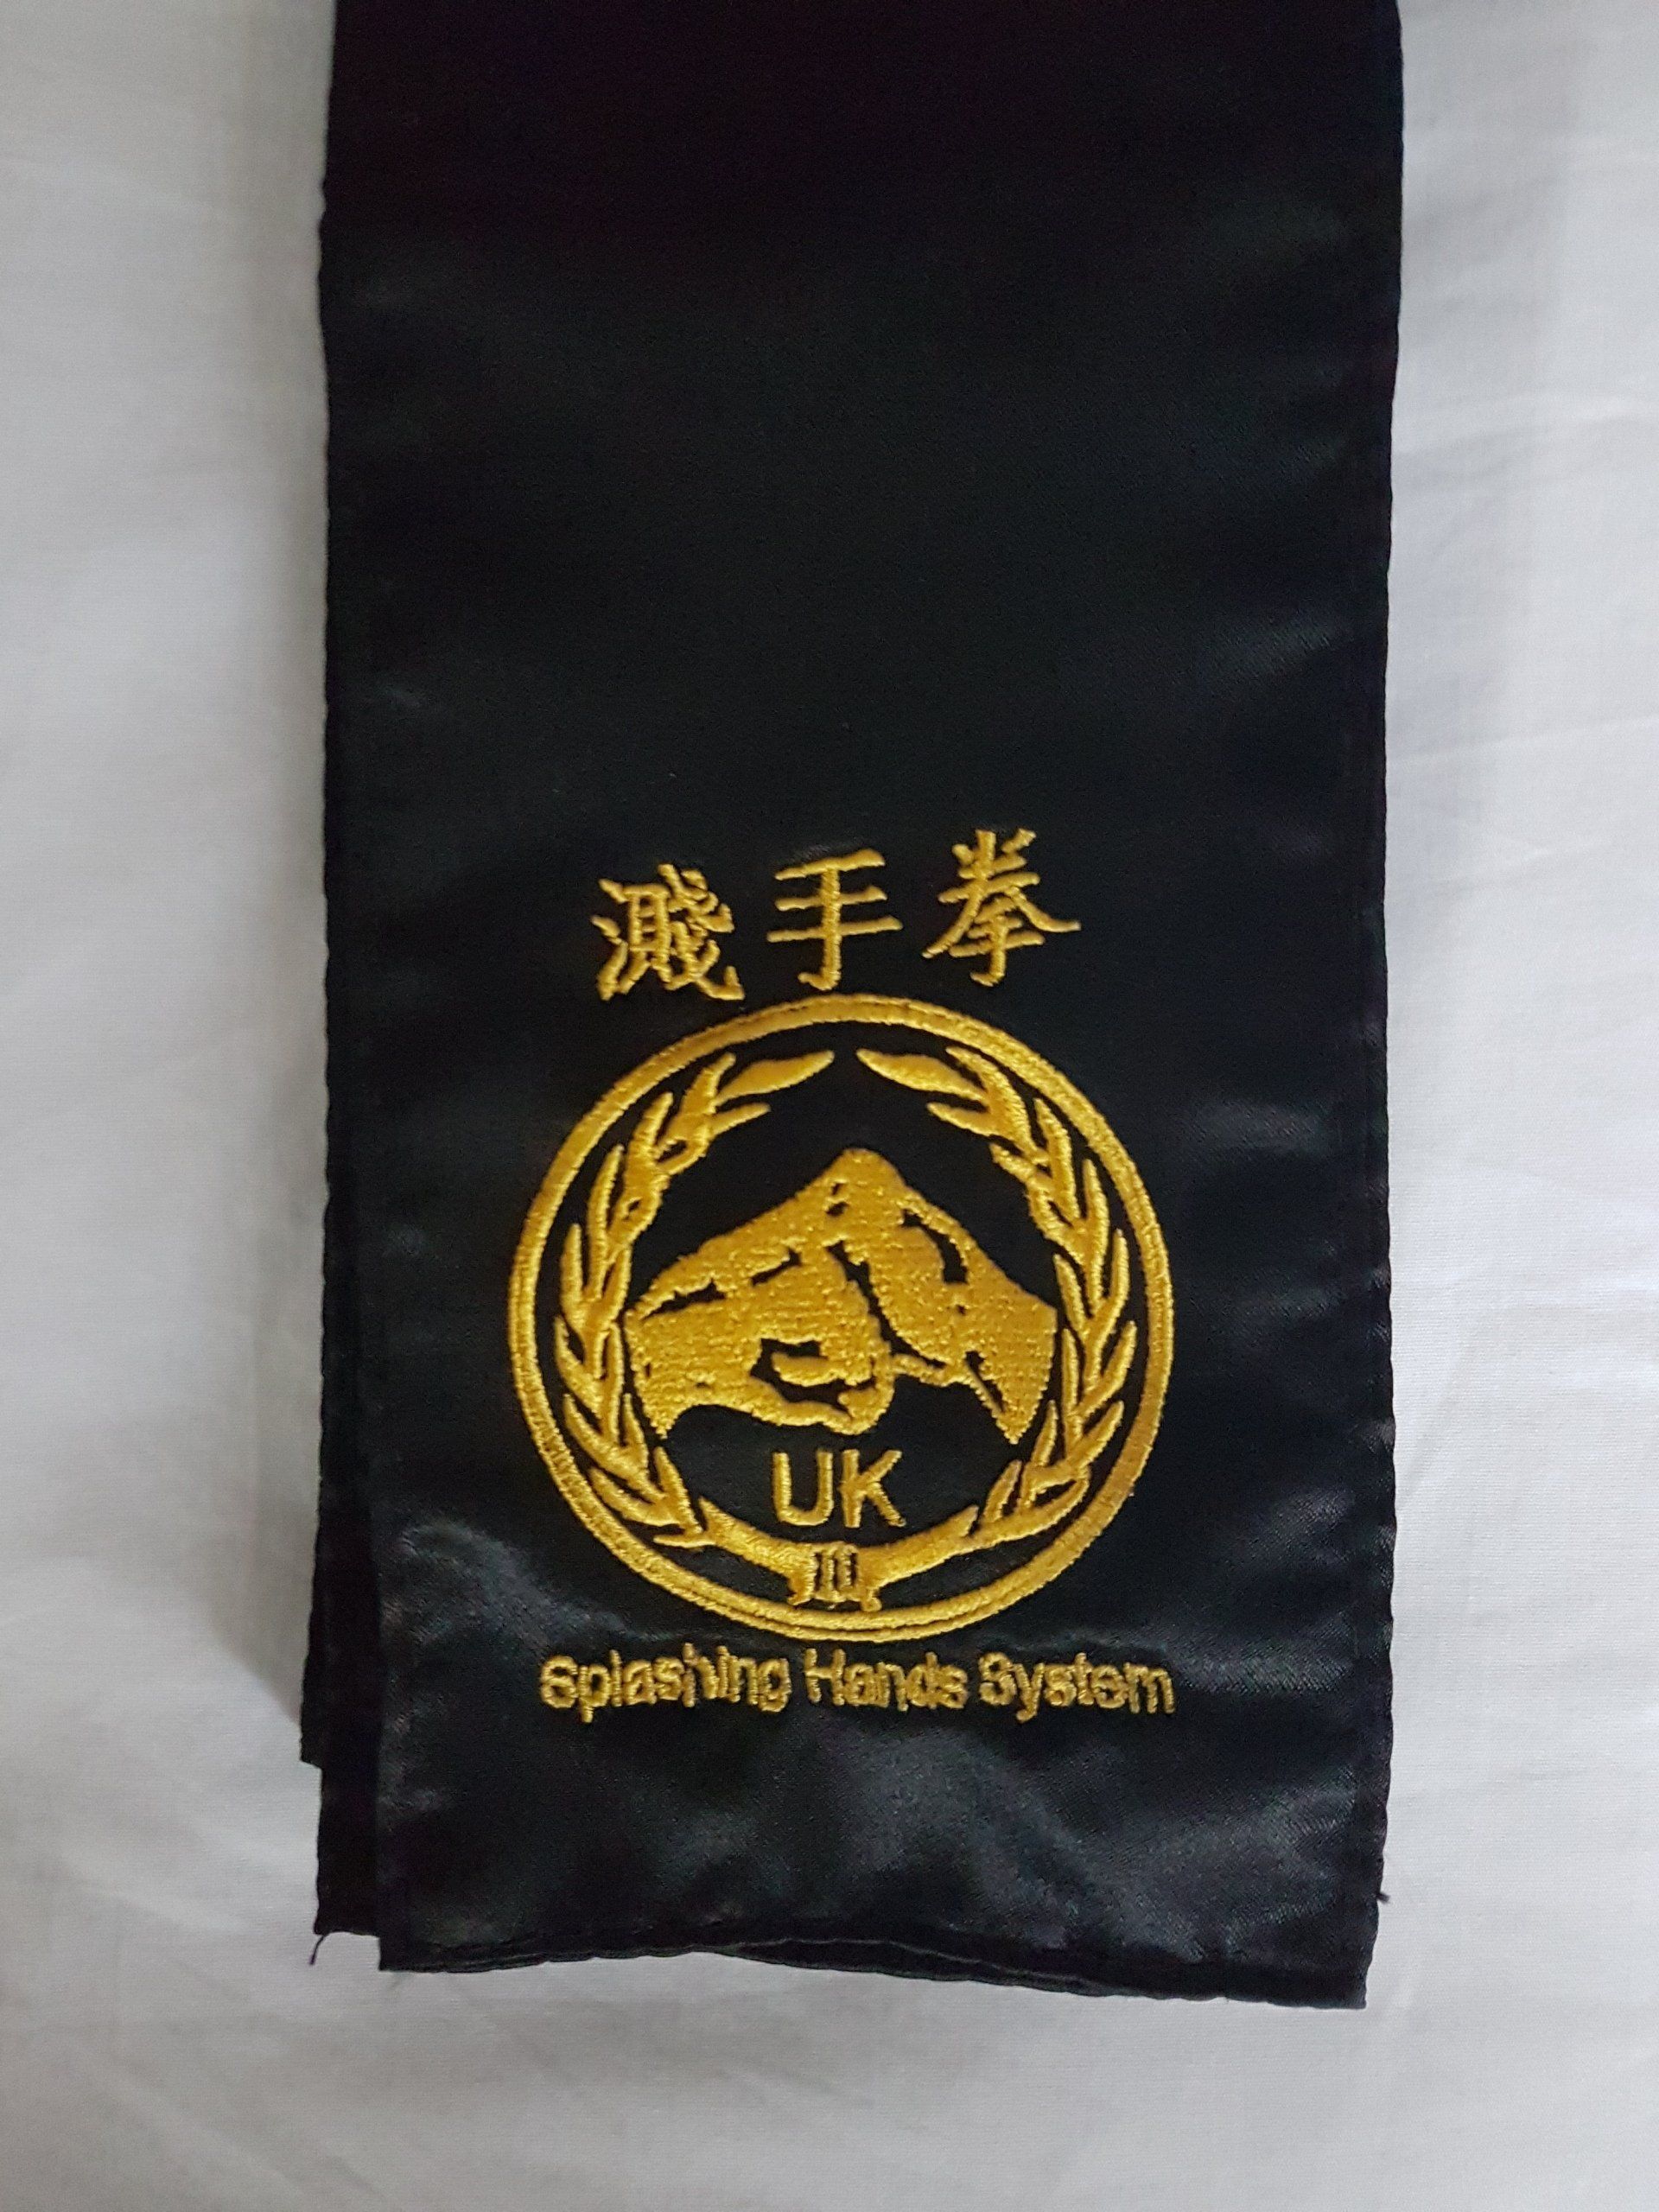 濺手拳
UK
Splashing Hands System